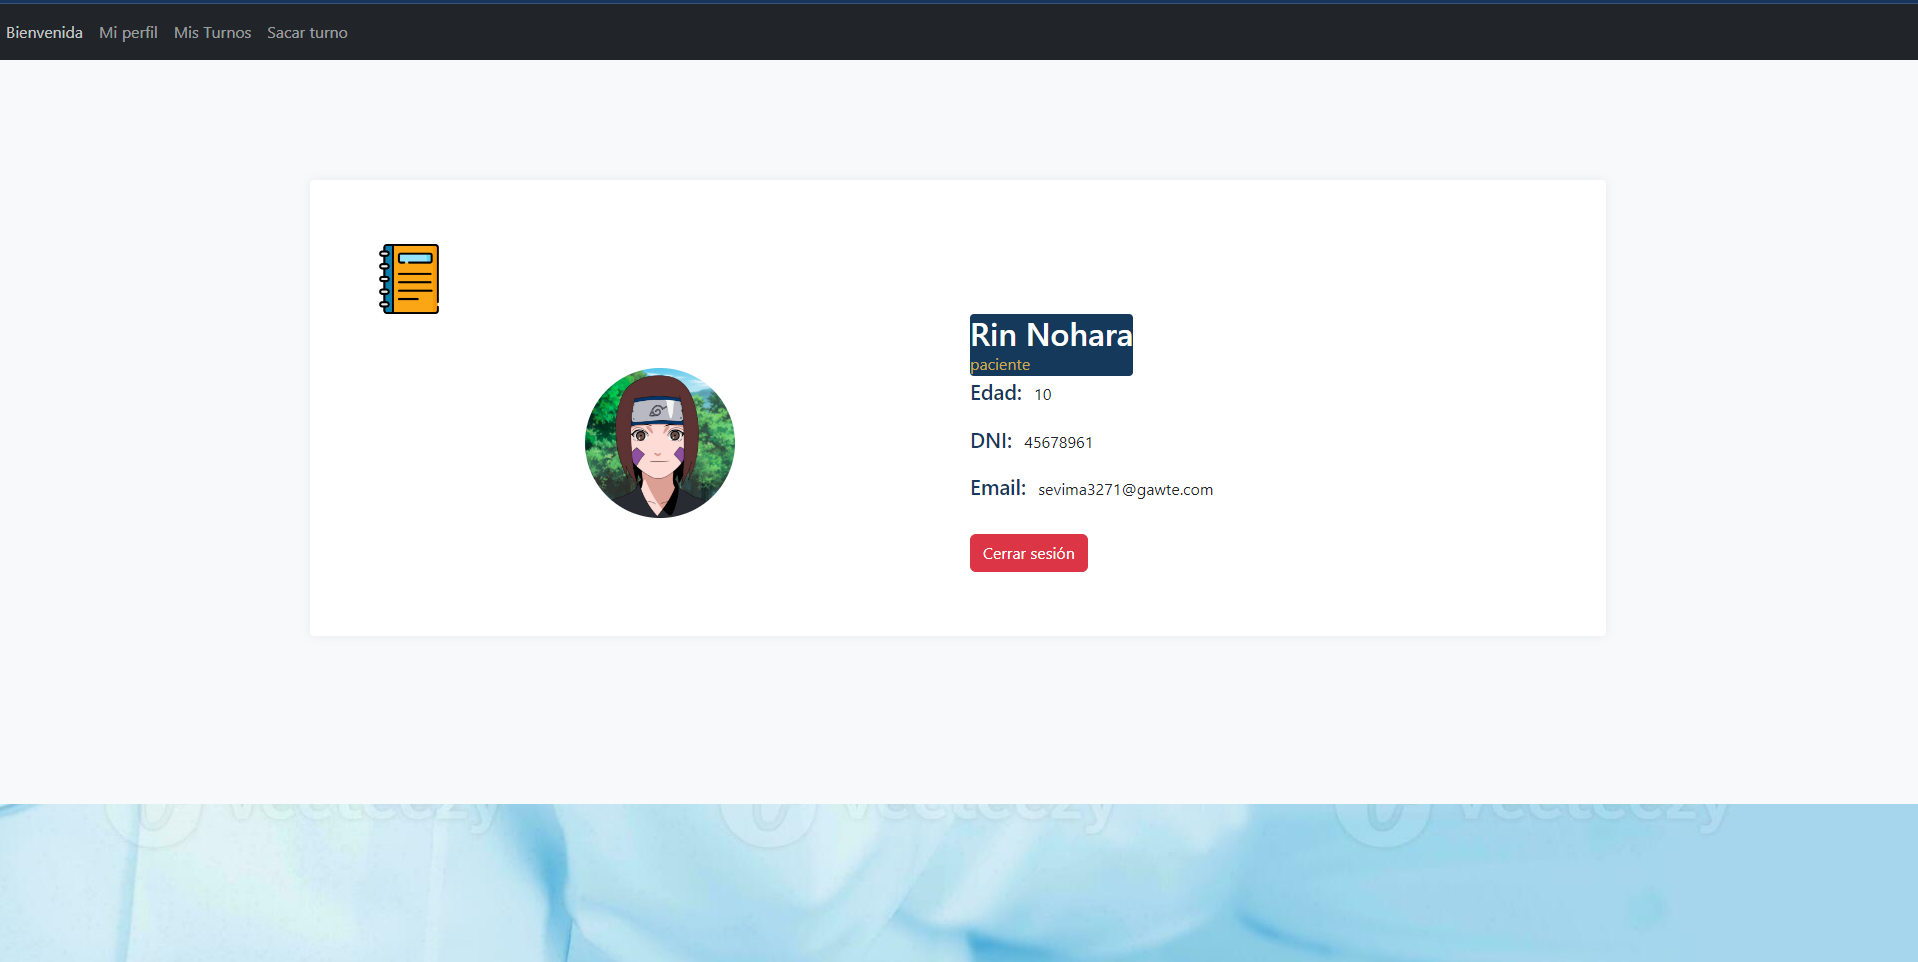 Bienvenida Mi perfil Mis Turnos Sacar turno
Rin Nohara
paciente
Edad: 10
DNI: 45678961
Email: sevima3271@gawte.com
Cerrar sesión
vecteezy vecteezy vecteezy